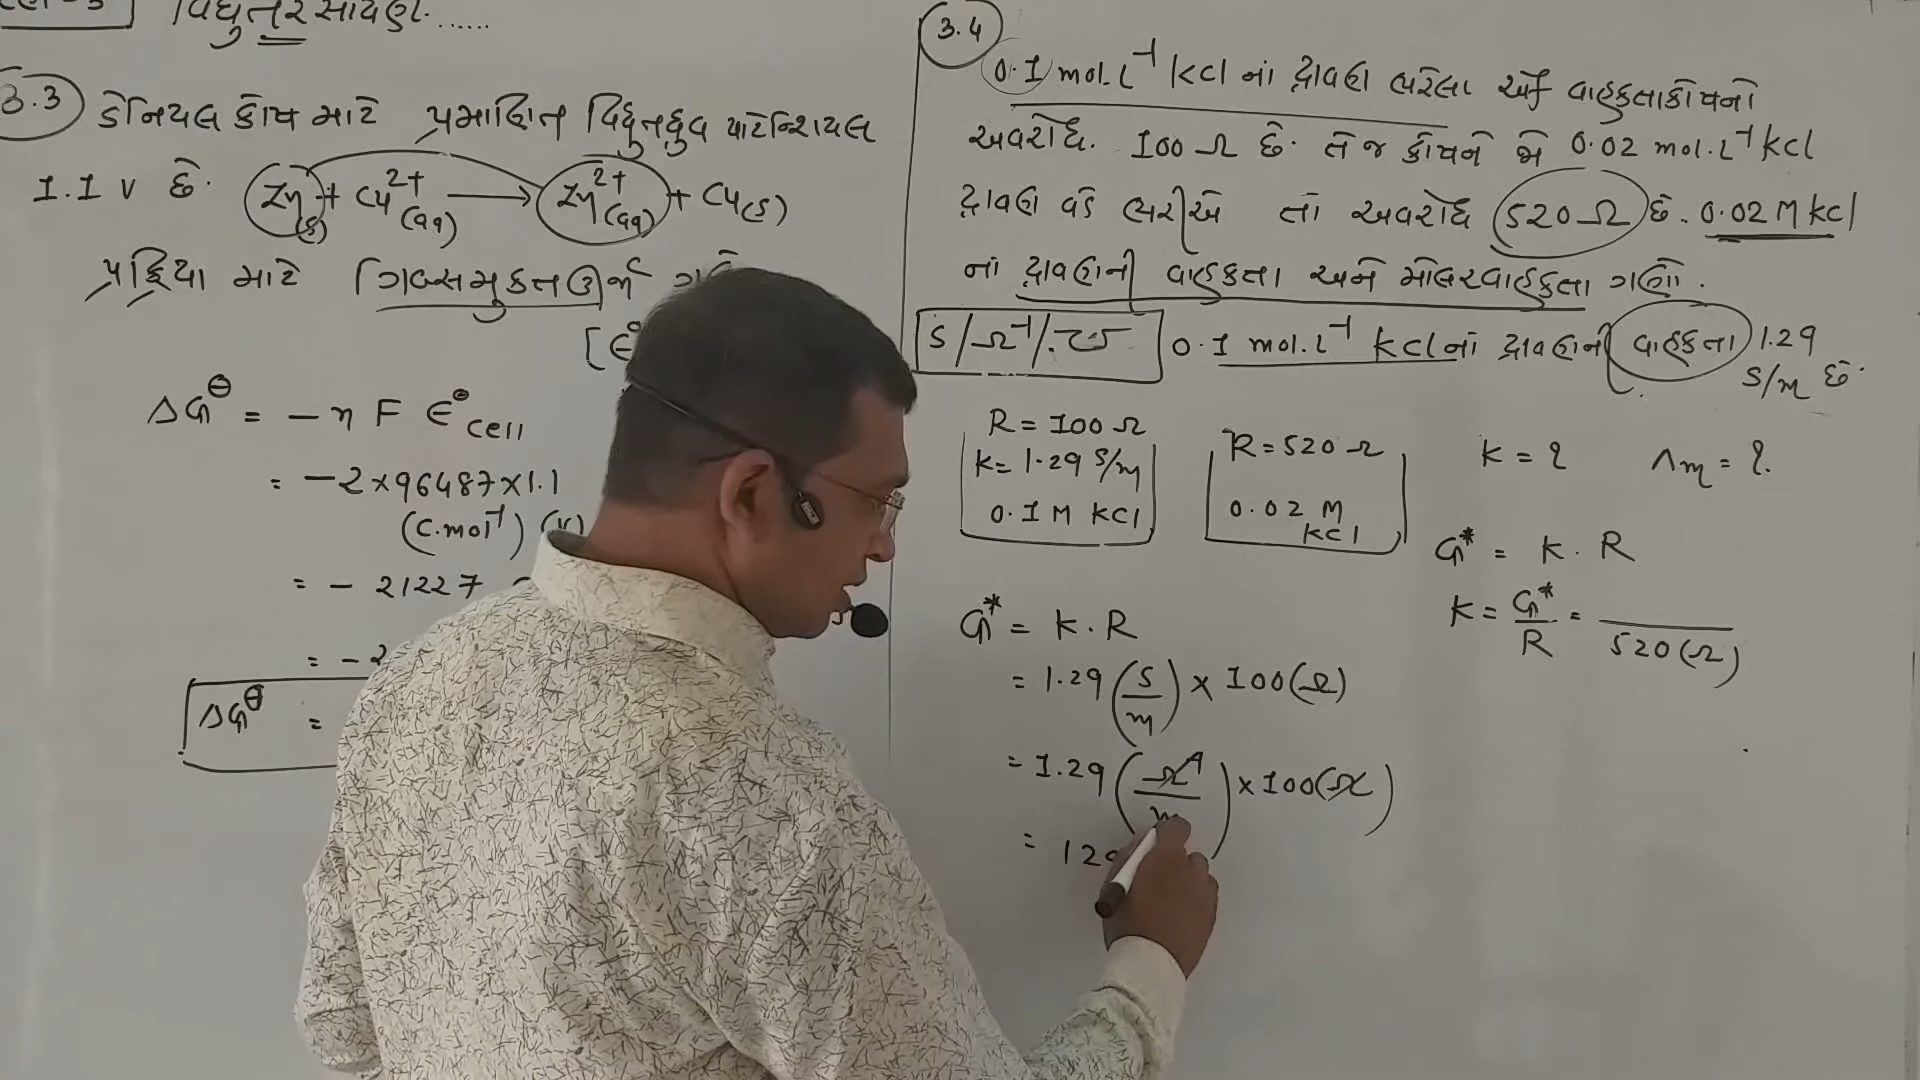 વિદ્યુતરસાયણ ......
3.3 ડેનિયલ કોષ માટે પ્રમાણિત વિદ્યુતધ્રુવ પોટેન્શિયલ
1.1 V છે. Zn(s) + Cu2+(aq) ⟶ Zn2+(aq) + Cu(s)
પ્રક્રિયા માટે ગિબ્સમુક્તઊર્જા
[E°
ΔG⊖ = – n F E°cell
= –2×96487×1.1
(C.mol-1) (V)
= – 21227
= –2
ΔG⊖ =
3.4
0.1 mol.L-1 KCl નાં દ્રાવણ ભરેલા એક વાહકતાકોષનો
અવરોધ. 100 Ω છે. તે જ કોષને જો 0.02 mol.L-1 KCl
દ્રાવણ વડે ભરીએ તો અવરોધ 520 Ω છે. 0.02 M KCl
નાં દ્રાવણની વાહકતા અને મોલરવાહકતા ગણો.
S/Ω-1/.℧ 0.1 mol.L-1 KClનાં દ્રાવણની વાહકતા 1.29
S/m છે.
R = 100 Ω
K= 1.29 S/m
0.1 M KCl
R = 520 Ω
0.02 M
KCl
K = ? Λm = ?.
G* = K . R
K = G*/R = /520(Ω)
G* = K . R
= 1.29 (S/m) × 100(Ω)
= 1.29 (Ω-1/m) ×100(Ω)
= 129